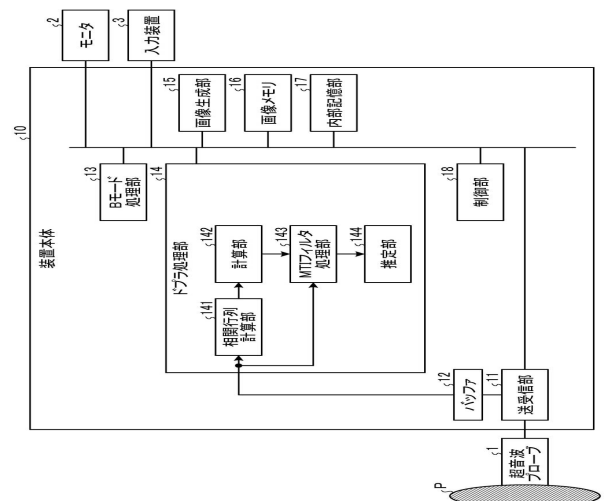 P
1
超音波
プローブ
10
装置本体
11
送受信部
12
バッファ
13
Bモード
処理部
14
ドプラ処理部
141
相関行列
計算部
142
計算部
143
MTIフィルタ
処理部
144
推定部
15
画像生成部
16
画像メモリ
17
内部記憶部
18
制御部
2
モニタ
3
入力装置